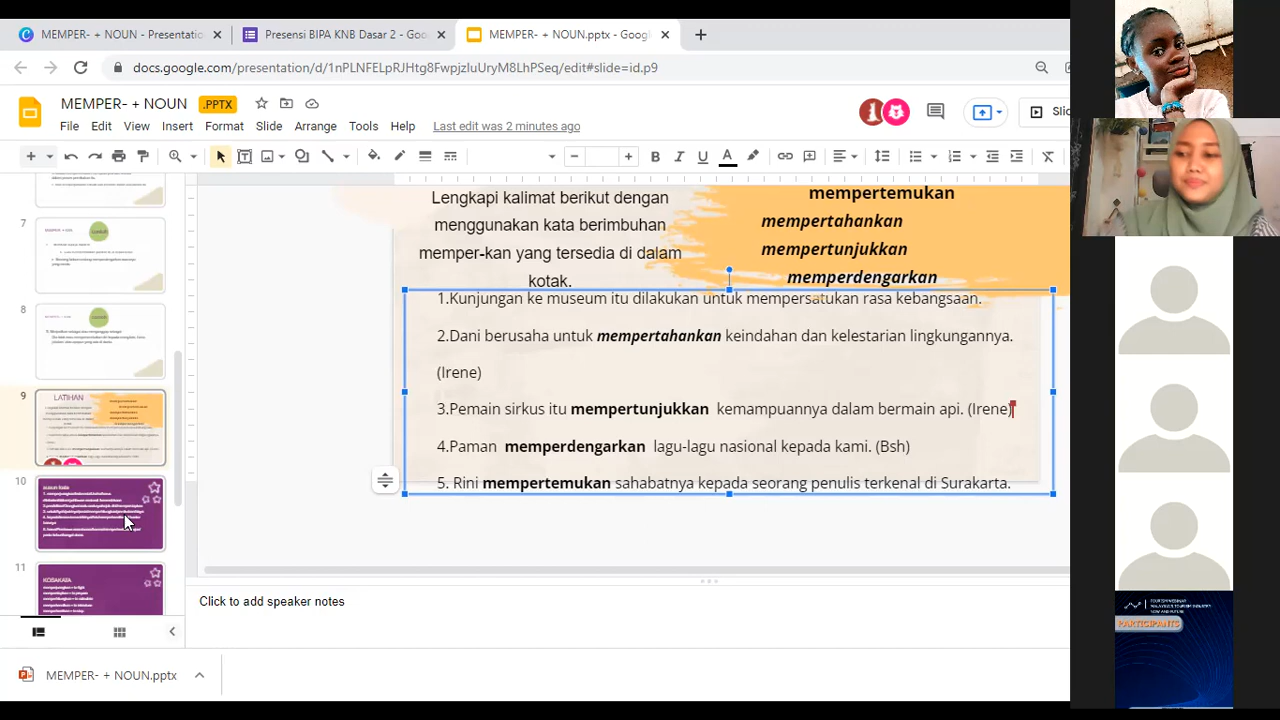 MEMPER- + NOUN - Presentatio
Presensi BIPA KNB Dasar 2 - Goo
MEMPER- + NOUN.pptx - Googl
docs.google.com/presentation/d/1nPLNFFLpRJHtg8FwpzluUryM8LhPSeq/edit#slide=id.p9
MEMPER- + NOUN .PPTX
File Edit View Insert Format Slide Arrange Tools Help Last edit was 2 minutes ago
Lengkapi kalimat berikut dengan
menggunakan kata berimbuhan
memper-kan yang tersedia di dalam
kotak.
mempertemukan
mempertahankan
mempertunjukkan
memperdengarkan
1.Kunjungan ke museum itu dilakukan untuk mempersatukan rasa kebangsaan.
2.Dani berusaha untuk mempertahankan keindahan dan kelestarian lingkungannya.
(Irene)
3.Pemain sirkus itu mempertunjukkan kemampuannya dalam bermain api. (Irene)
4.Paman memperdengarkan lagu-lagu nasional kepada kami. (Bsh)
5. Rini mempertemukan sahabatnya kepada seorang penulis terkenal di Surakarta.
7
8
9
LATIHAN
10
11
KOSAKATA
Click to add speaker notes
MEMPER- + NOUN.pptx
PARTICIPANTS